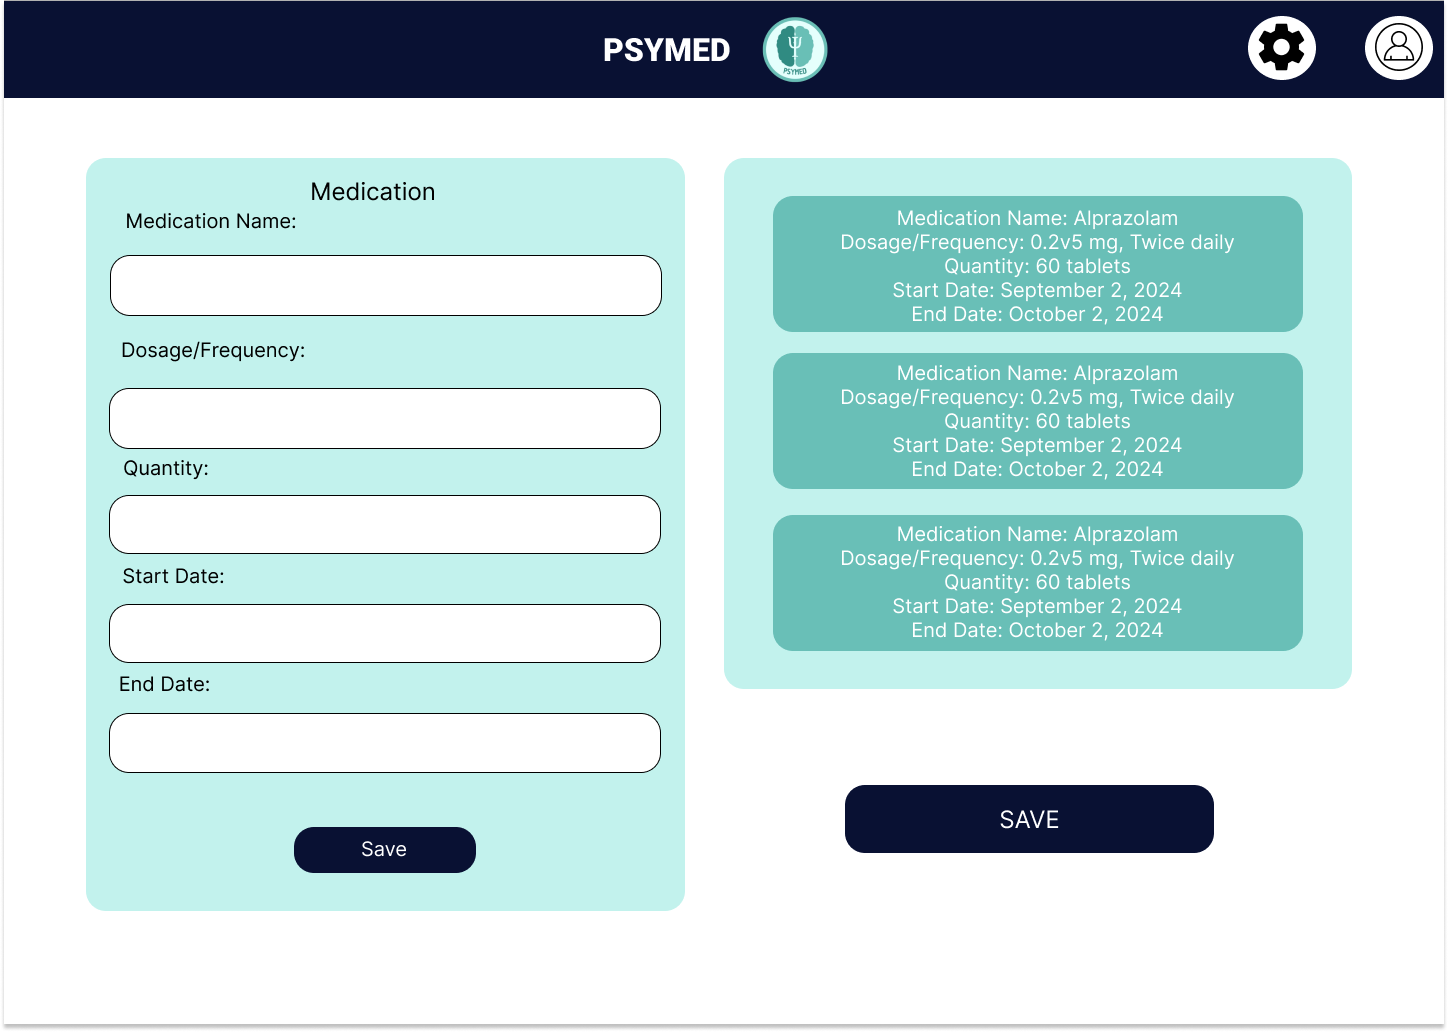 PSYMED
PSYMED
Medication
Medication Name:
Dosage/Frequency:
Quantity:
Start Date:
End Date:
Save
Medication Name: Alprazolam
Dosage/Frequency: 0.2v5 mg, Twice daily
Quantity: 60 tablets
Start Date: September 2, 2024
End Date: October 2, 2024
Medication Name: Alprazolam
Dosage/Frequency: 0.2v5 mg, Twice daily
Quantity: 60 tablets
Start Date: September 2, 2024
End Date: October 2, 2024
Medication Name: Alprazolam
Dosage/Frequency: 0.2v5 mg, Twice daily
Quantity: 60 tablets
Start Date: September 2, 2024
End Date: October 2, 2024
SAVE